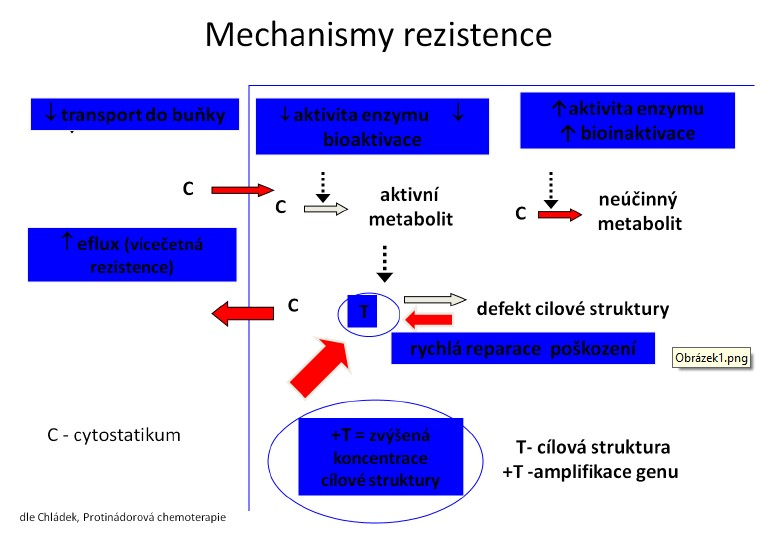 Mechanismy rezistence
↓ transport do buňky
↓ aktivita enzymu ↓
bioaktivace
↑ aktivita enzymu
↑ bioinaktivace
C
C
aktivní
metabolit
C
neúčinný
metabolit
↑ eflux (vícečetná
rezistence)
C
T
defekt cilové struktury
rychlá reparace poškození
Obrázek1.png
C - cytostatikum
+T = zvýšená
koncentrace
cílové struktury
T- cílová struktura
+T -amplifikace genu
dle Chládek, Protinádorová chemoterapie